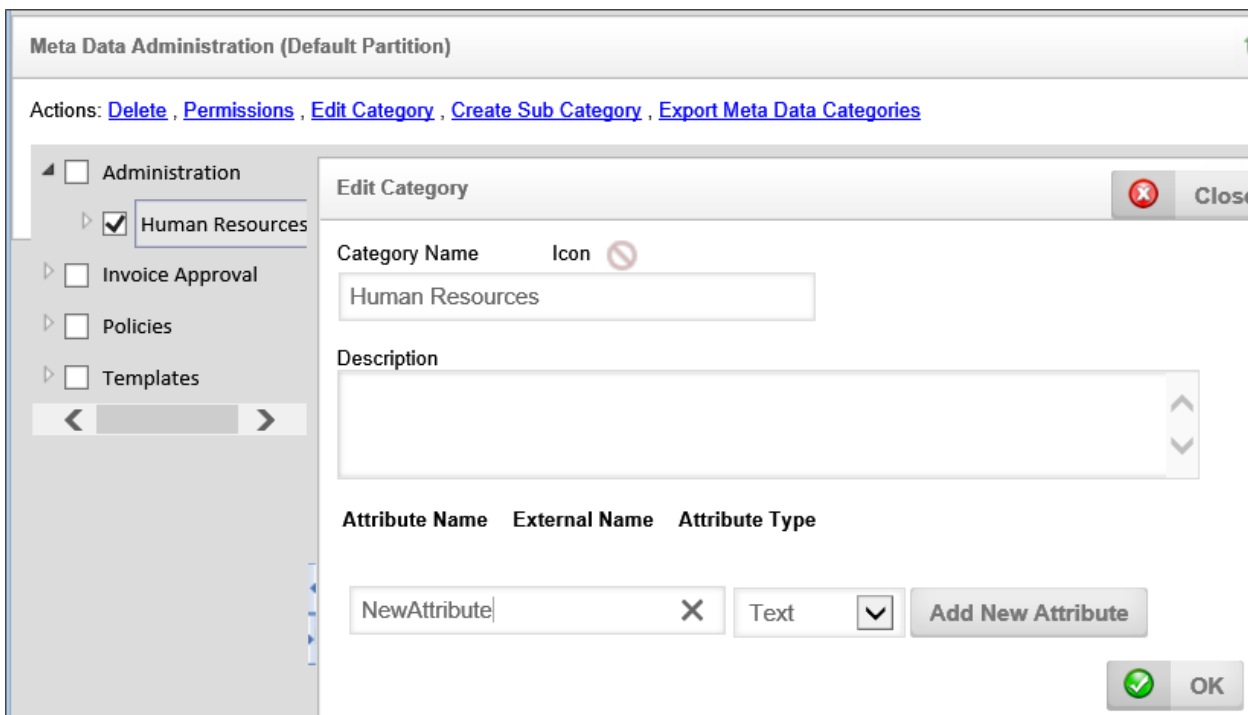 Meta Data Administration (Default Partition)
Actions: Delete , Permissions , Edit Category , Create Sub Category , Export Meta Data Categories
Administration
Human Resources
Invoice Approval
Policies
Templates
Edit Category
Close
Category Name Icon
Human Resources
Description
Attribute Name External Name Attribute Type
NewAttribute Text Add New Attribute
OK